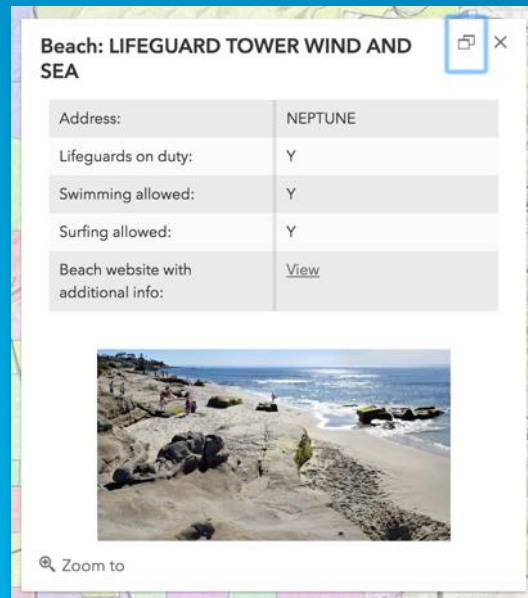 Beach: LIFEGUARD TOWER WIND AND
SEA
Address: NEPTUNE
Lifeguards on duty: Y
Swimming allowed: Y
Surfing allowed: Y
Beach website with View
additional info:
Zoom to